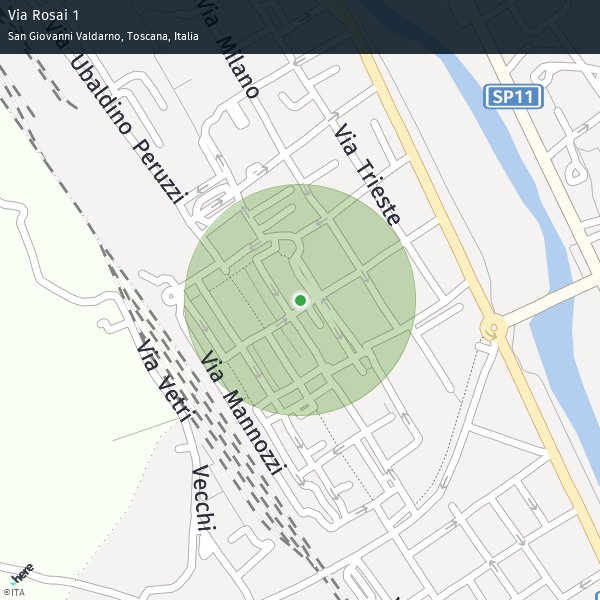 Via Rosai 1
San Giovanni Valdarno, Toscana, Italia
Via Ubaldino Peruzzi
Via Milano
SP11
Via Trieste
Via Vetri
Vecchi
Via Mannozzi
here
©ITA